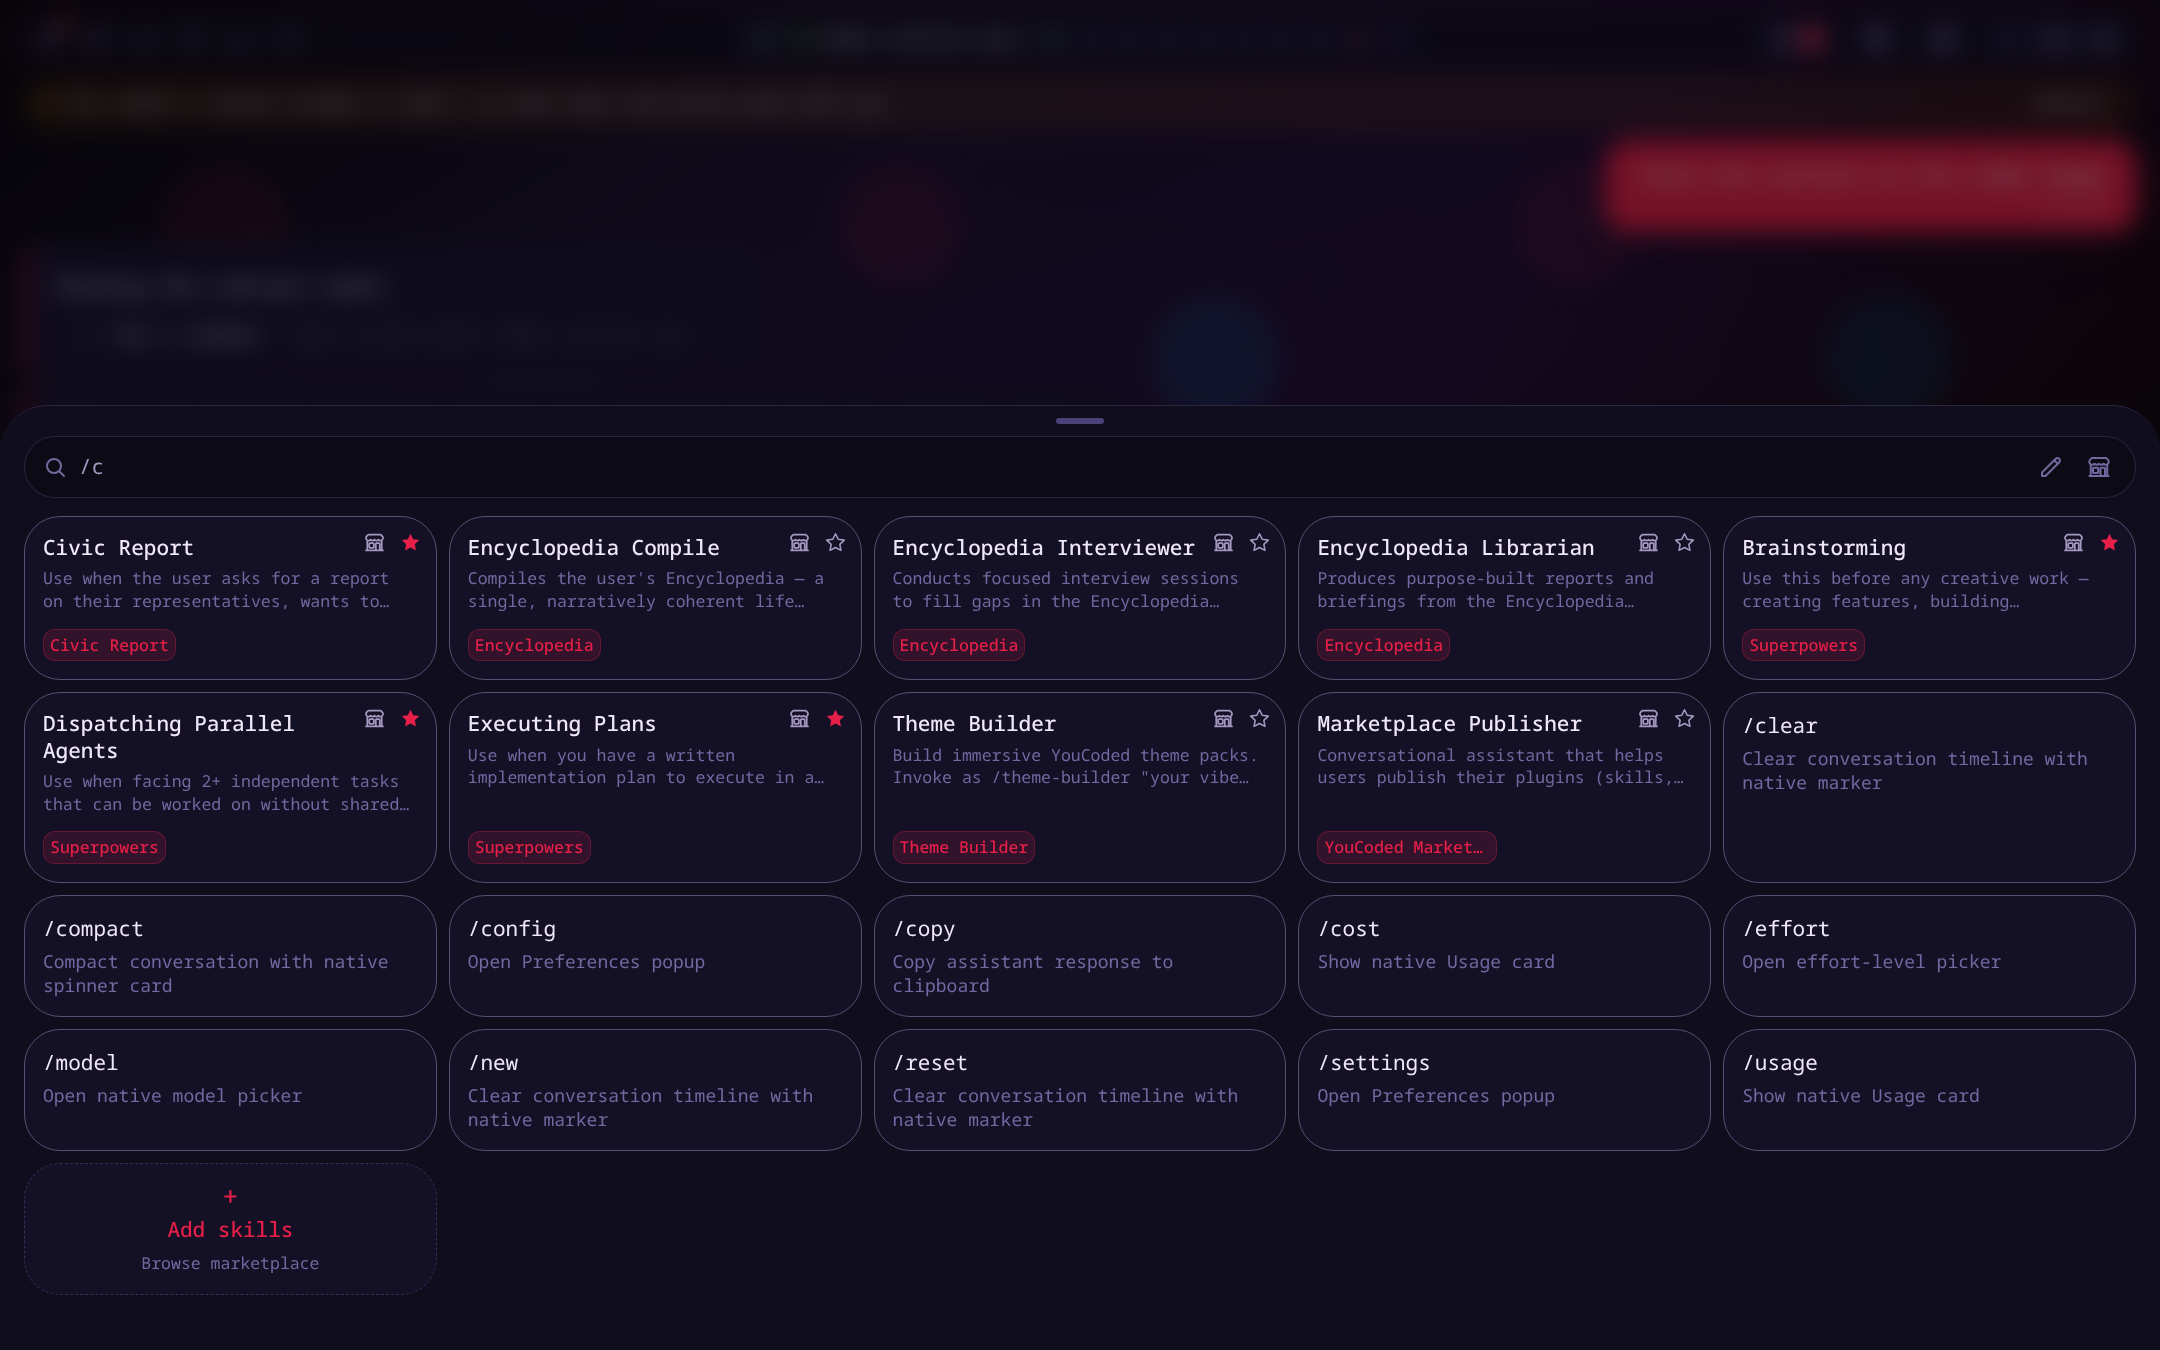 /c
Civic Report
Use when the user asks for a report
on their representatives, wants to…
Civic Report
Encyclopedia Compile
Compiles the user's Encyclopedia — a
single, narratively coherent life…
Encyclopedia
Encyclopedia Interviewer
Conducts focused interview sessions
to fill gaps in the Encyclopedia…
Encyclopedia
Encyclopedia Librarian
Produces purpose-built reports and
briefings from the Encyclopedia…
Encyclopedia
Brainstorming
Use this before any creative work —
creating features, building…
Superpowers
Dispatching Parallel
Agents
Use when facing 2+ independent tasks
that can be worked on without shared…
Superpowers
Executing Plans
Use when you have a written
implementation plan to execute in a…
Superpowers
Theme Builder
Build immersive YouCoded theme packs.
Invoke as /theme-builder "your vibe…
Theme Builder
Marketplace Publisher
Conversational assistant that helps
users publish their plugins (skills,…
YouCoded Market…
/clear
Clear conversation timeline with
native marker
/compact
Compact conversation with native
spinner card
/config
Open Preferences popup
/copy
Copy assistant response to
clipboard
/cost
Show native Usage card
/effort
Open effort-level picker
/model
Open native model picker
/new
Clear conversation timeline with
native marker
/reset
Clear conversation timeline with
native marker
/settings
Open Preferences popup
/usage
Show native Usage card
+
Add skills
Browse marketplace